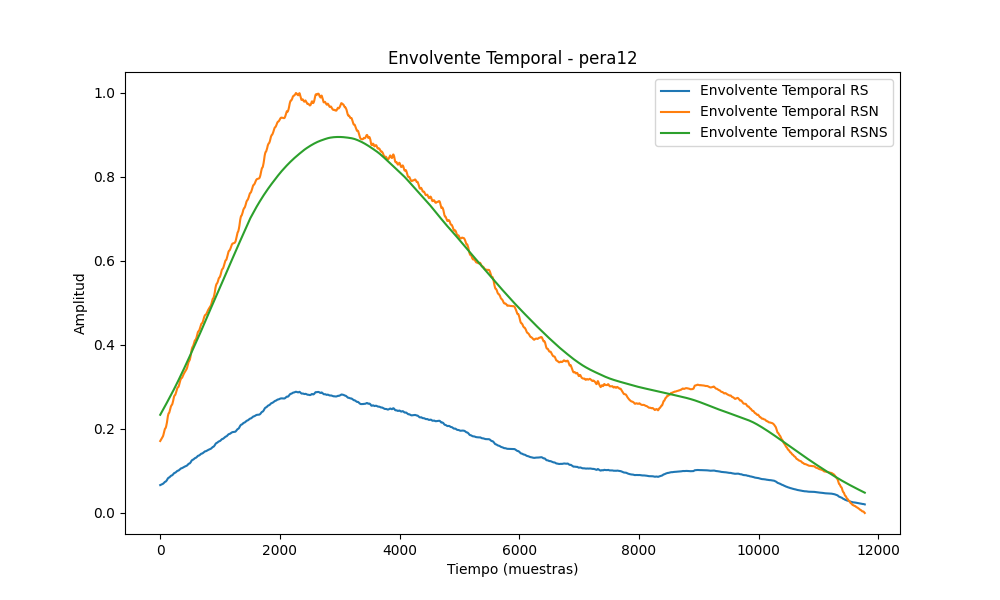 Envolvente Temporal - pera12
Envolvente Temporal RS
Envolvente Temporal RSN
Envolvente Temporal RSNS
Amplitud
1.0
0.8
0.6
0.4
0.2
0.0
0 2000 4000 6000 8000 10000 12000
Tiempo (muestras)